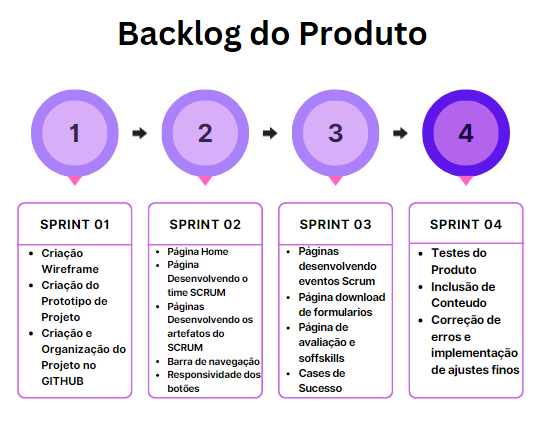 Backlog do Produto
1
2
3
4
SPRINT 01
Criação
Wireframe
Criação do
Prototipo de
Projeto
Criação e
Organização do
Projeto no
GITHUB
SPRINT 02
Página Home
Página
Desenvolvendo o
time SCRUM
Páginas
Desenvolvendo os
artefatos do
SCRUM
Barra de navegação
Responsividade dos
botões
SPRINT 03
Páginas
desenvolvendo
eventos Scrum
Página download
de formularios
Página de
avaliação e
soffskills
Cases de
Sucesso
SPRINT 04
Testes do
Produto
Inclusão de
Conteudo
Correção de
erros e
implementação
de ajustes finos